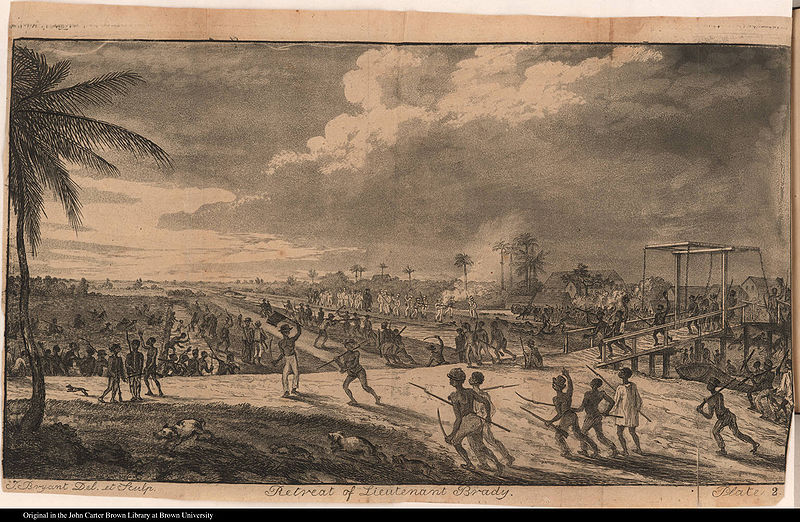 J. Bryant Del. et Sculp.
Retreat of Lieutenant Brady.
Plate 2
Original in the John Carter Brown Library at Brown University